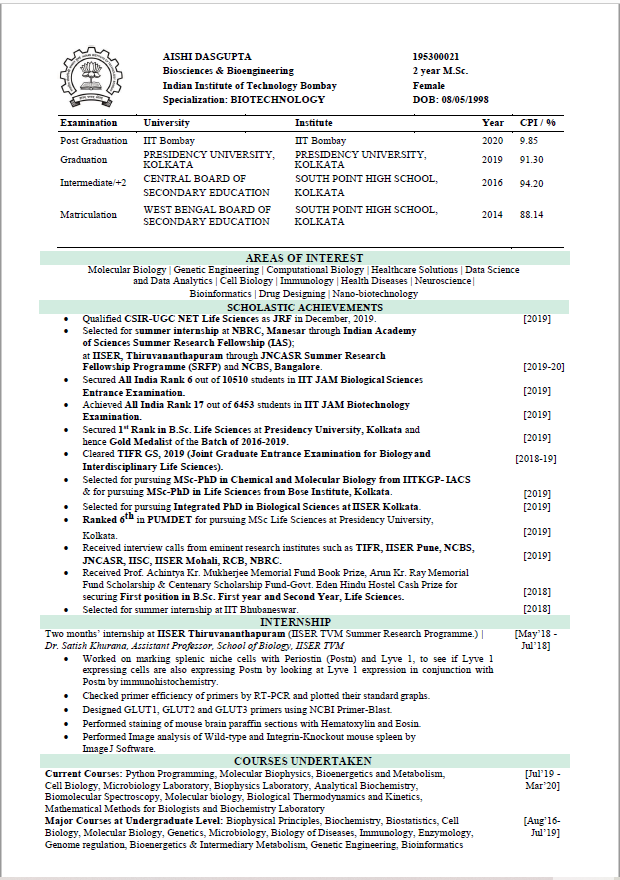 AISHI DASGUPTA 195300021
Biosciences & Bioengineering 2 year M.Sc.
Indian Institute of Technology Bombay Female
Specialization: BIOTECHNOLOGY DOB: 08/05/1998
Examination University Institute Year CPI / %
Post Graduation IIT Bombay IIT Bombay 2020 9.85
Graduation PRESIDENCY UNIVERSITY, KOLKATA PRESIDENCY UNIVERSITY, KOLKATA 2019 91.30
Intermediate/+2 CENTRAL BOARD OF SECONDARY EDUCATION SOUTH POINT HIGH SCHOOL, KOLKATA 2016 94.20
Matriculation WEST BENGAL BOARD OF SECONDARY EDUCATION SOUTH POINT HIGH SCHOOL, KOLKATA 2014 88.14
AREAS OF INTEREST
Molecular Biology | Genetic Engineering | Computational Biology | Healthcare Solutions | Data Science
and Data Analytics | Cell Biology | Immunology | Health Diseases | Neuroscience|
Bioinformatics | Drug Designing | Nano-biotechnology
SCHOLASTIC ACHIEVEMENTS
• Qualified CSIR-UGC NET Life Sciences as JRF in December, 2019. [2019]
• Selected for summer internship at NBRC, Manesar through Indian Academy
of Sciences Summer Research Fellowship (IAS);
at IISER, Thiruvananthapuram through JNCASR Summer Research
Fellowship Programme (SRFP) and NCBS, Bangalore. [2019-20]
• Secured All India Rank 6 out of 10510 students in IIT JAM Biological Sciences
Entrance Examination. [2019]
• Achieved All India Rank 17 out of 6453 students in IIT JAM Biotechnology
Examination. [2019]
• Secured 1st Rank in B.Sc. Life Sciences at Presidency University, Kolkata and
hence Gold Medalist of the Batch of 2016-2019. [2019]
• Cleared TIFR GS, 2019 (Joint Graduate Entrance Examination for Biology and
Interdisciplinary Life Sciences). [2018-19]
• Selected for pursuing MSc-PhD in Chemical and Molecular Biology from IITKGP- IACS
& for pursuing MSc-PhD in Life Sciences from Bose Institute, Kolkata. [2019]
• Selected for pursuing Integrated PhD in Biological Sciences at IISER Kolkata. [2019]
• Ranked 6th in PUMDET for pursuing MSc Life Sciences at Presidency University,
Kolkata. [2019]
• Received interview calls from eminent research institutes such as TIFR, IISER Pune, NCBS,
JNCASR, IISC, IISER Mohali, RCB, NBRC. [2019]
• Received Prof. Achintya Kr. Mukherjee Memorial Fund Book Prize, Arun Kr. Ray Memorial
Fund Scholarship & Centenary Scholarship Fund-Govt. Eden Hindu Hostel Cash Prize for
securing First position in B.Sc. First year and Second Year, Life Sciences. [2018]
• Selected for summer internship at IIT Bhubaneswar. [2018]
INTERNSHIP
Two months' internship at IISER Thiruvananthapuram (IISER TVM Summer Research Programme.) | [May'18 -
Dr. Satish Khurana, Assistant Professor, School of Biology, IISER TVM Jul'18]
• Worked on marking splenic niche cells with Periostin (Postn) and Lyve 1, to see if Lyve 1
expressing cells are also expressing Postn by looking at Lyve 1 expression in conjunction with
Postn by immunohistochemistry.
• Checked primer efficiency of primers by RT-PCR and plotted their standard graphs.
• Designed GLUT1, GLUT2 and GLUT3 primers using NCBI Primer-Blast.
• Performed staining of mouse brain paraffin sections with Hematoxylin and Eosin.
• Performed Image analysis of Wild-type and Integrin-Knockout mouse spleen by
ImageJ Software.
COURSES UNDERTAKEN
Current Courses: Python Programming, Molecular Biophysics, Bioenergetics and Metabolism, [Jul'19 -
Cell Biology, Microbiology Laboratory, Biophysics Laboratory, Analytical Biochemistry, Mar'20]
Biomolecular Spectroscopy, Molecular biology, Biological Thermodynamics and Kinetics,
Mathematical Methods for Biologists and Biochemistry Laboratory
Major Courses at Undergraduate Level: Biophysical Principles, Biochemistry, Biostatistics, Cell [Aug'16-
Biology, Molecular Biology, Genetics, Microbiology, Biology of Diseases, Immunology, Enzymology, Jul'19]
Genome regulation, Bioenergetics & Intermediary Metabolism, Genetic Engineering, Bioinformatics